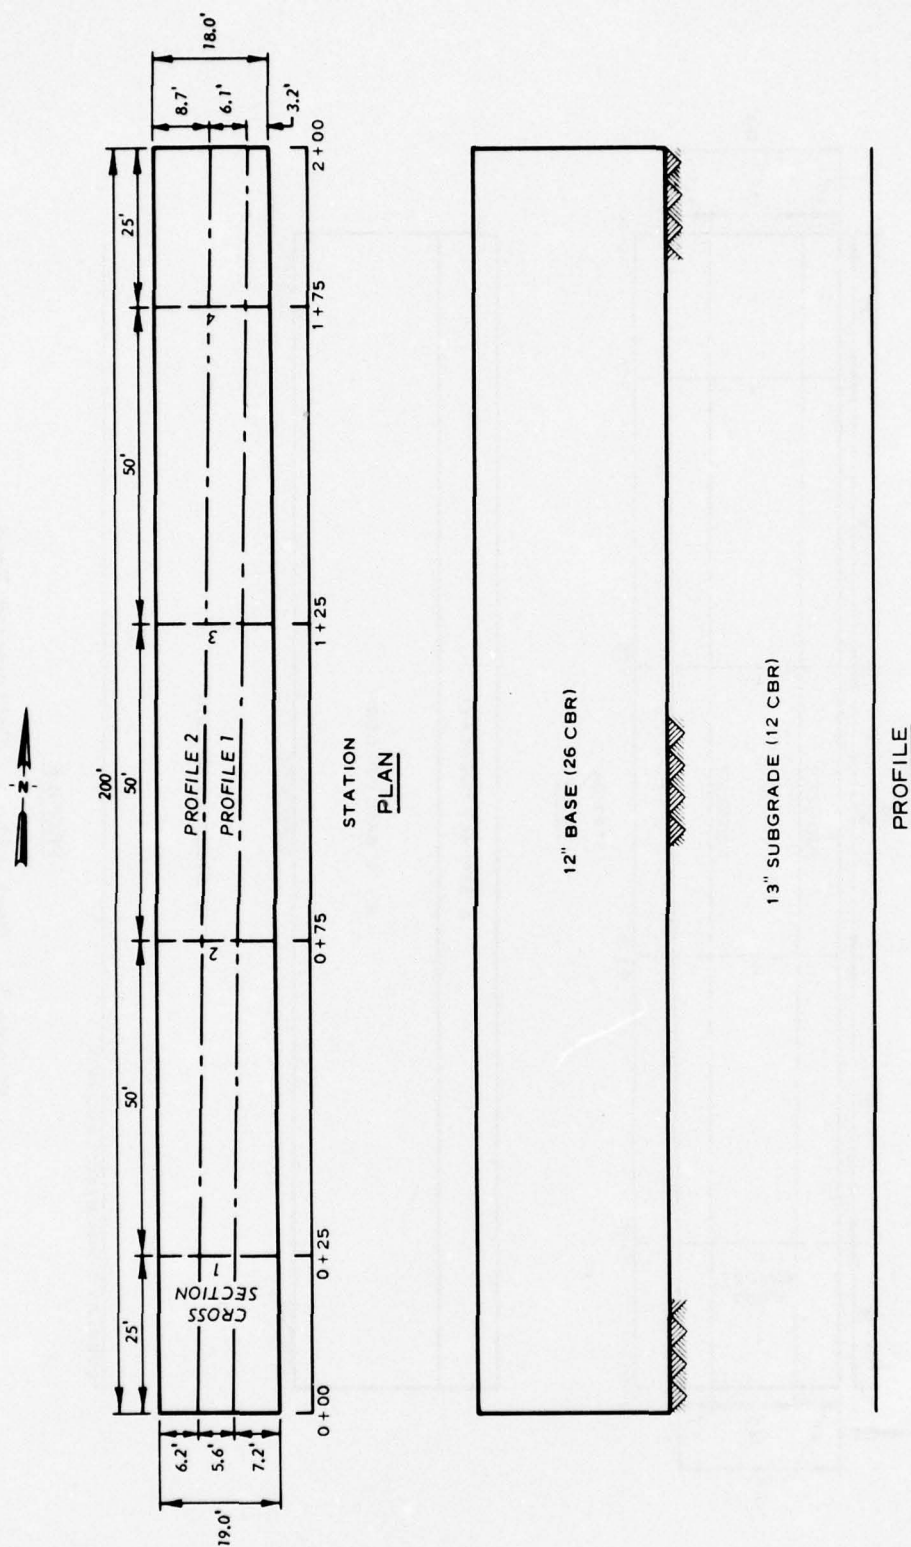 N
200'
25'
50'
50'
50'
25'
19.0'
6.2'
5.6'
7.2'
18.0'
8.7'
6.1'
3.2'
CROSS
SECTION
1
2
3
4
PROFILE 2
PROFILE 1
0+00
0+25
0+75
1+25
1+75
2+00
STATION
PLAN
12" BASE (26 CBR)
13" SUBGRADE (12 CBR)
PROFILE